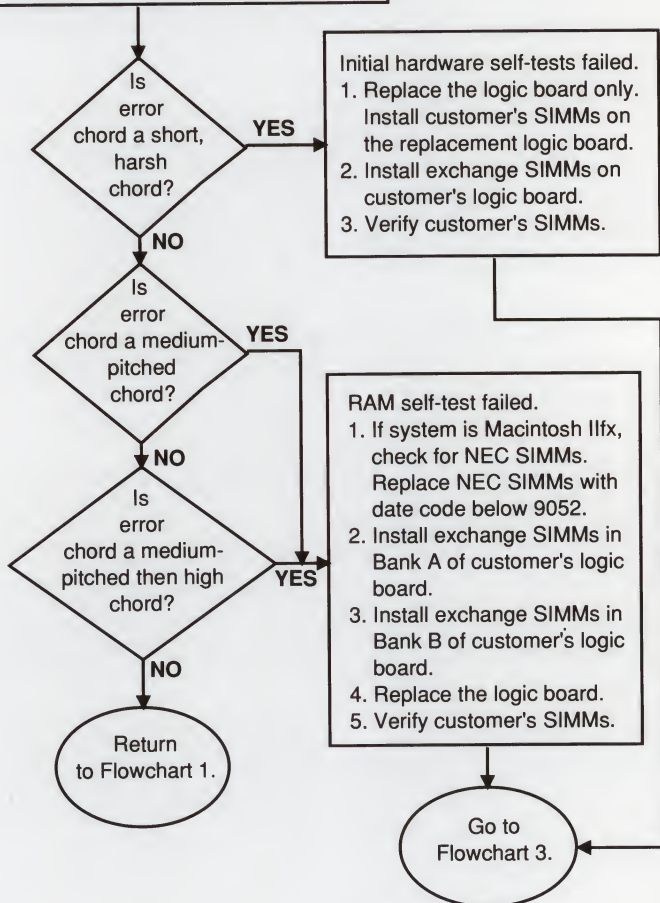 Is
error
chord a short,
harsh
chord?
YES
Initial hardware self-tests failed.
1. Replace the logic board only.
Install customer's SIMMs on
the replacement logic board.
2. Install exchange SIMMs on
customer's logic board.
3. Verify customer's SIMMs.
NO
Is
error
chord a medium-
pitched
chord?
YES
NO
Is
error
chord a medium-
pitched then high
chord?
YES
RAM self-test failed.
1. If system is Macintosh IIfx,
check for NEC SIMMs.
Replace NEC SIMMs with
date code below 9052.
2. Install exchange SIMMs in
Bank A of customer's logic
board.
3. Install exchange SIMMs in
Bank B of customer's logic
board.
4. Replace the logic board.
5. Verify customer's SIMMs.
NO
Return
to Flowchart 1.
Go to
Flowchart 3.